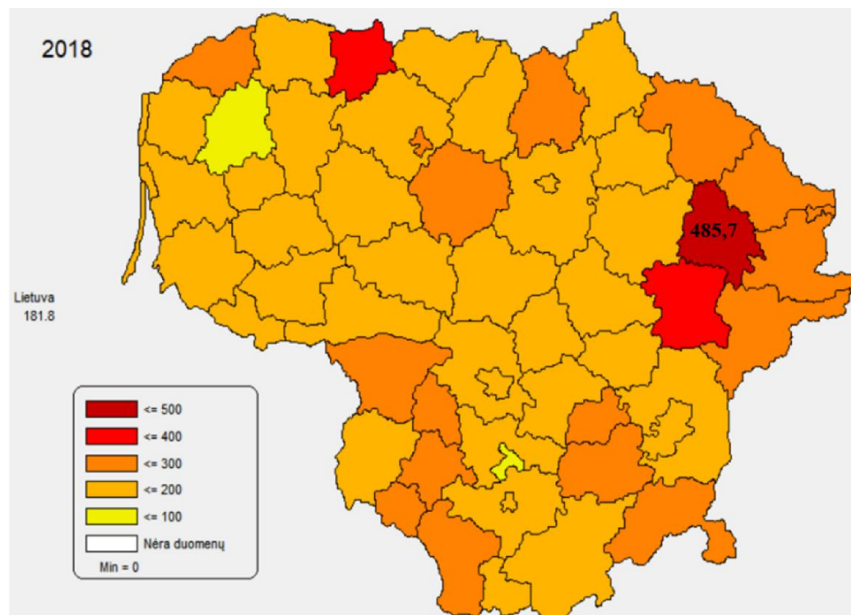 2018
485,7
Lietuva
181.8
<= 500
<= 400
<= 300
<= 200
<= 100
Nėra duomenų
Min = 0